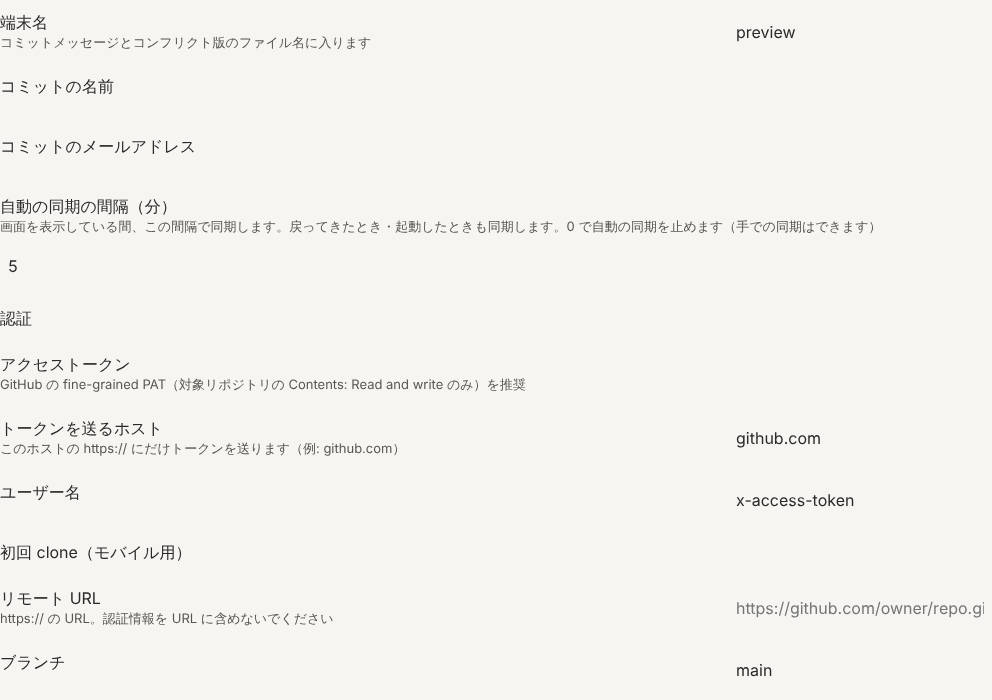 端末名
コミットメッセージとコンフリクト版のファイル名に入ります
preview
コミットの名前
コミットのメールアドレス
自動の同期の間隔（分）
画面を表示している間、この間隔で同期します。戻ってきたとき・起動したときも同期します。0 で自動の同期を止めます（手での同期はできます）
5
認証
アクセストークン
GitHub の fine-grained PAT（対象リポジトリの Contents: Read and write のみ）を推奨
トークンを送るホスト
このホストの https:// にだけトークンを送ります（例: github.com）
github.com
ユーザー名
x-access-token
初回 clone（モバイル用）
リモート URL
https:// の URL。認証情報を URL に含めないでください
https://github.com/owner/repo.gi
ブランチ
main